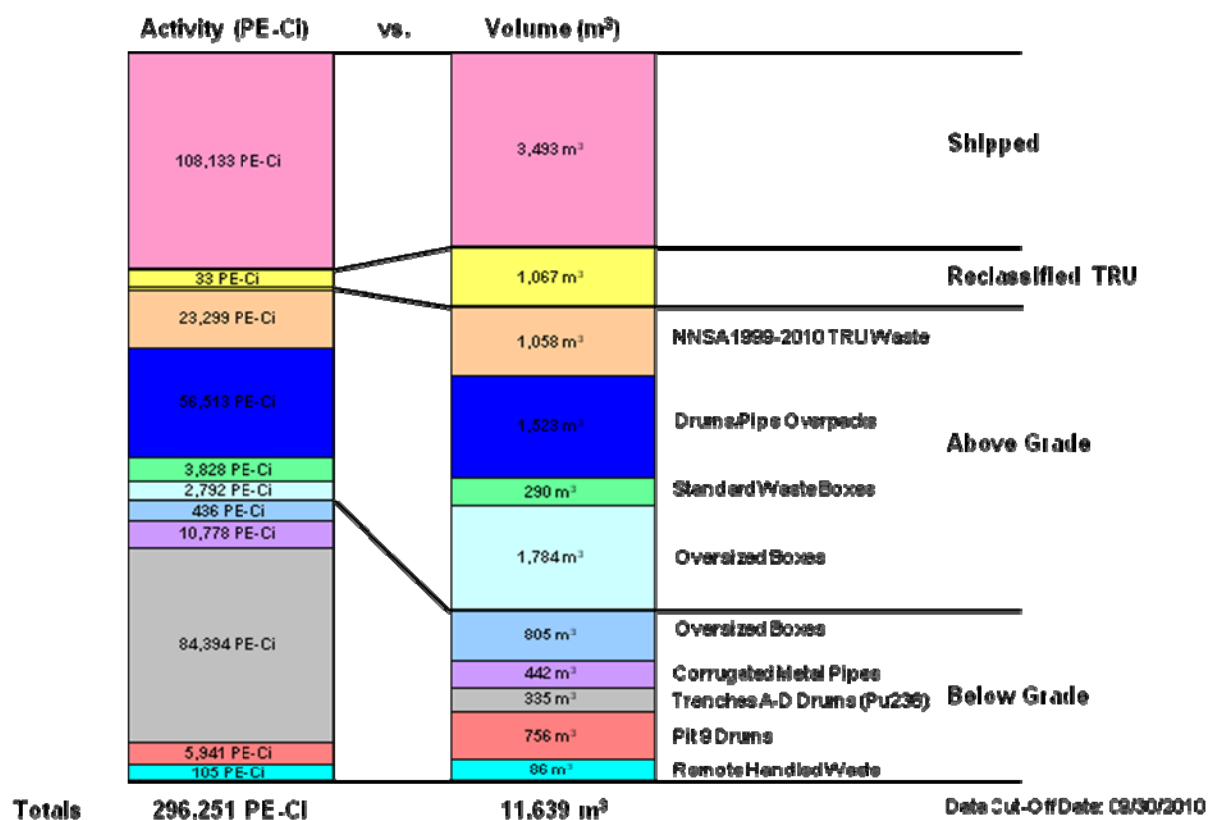 Activity (PE-Ci) vs. Volume (m³)
108,133 PE-Ci 3,493 m³ Shipped
33 PE-Ci 1,067 m³ Reclassified TRU
23,299 PE-Ci 1,058 m³ NNSA 1999-2010 TRU Waste
56,513 PE-Ci 1,523 m³ Drums/Pipe Overpacks
Above Grade
3,828 PE-Ci 290 m³ Standard Waste Boxes
2,792 PE-Ci 1,784 m³ Oversized Boxes
436 PE-Ci 805 m³ Oversized Boxes
10,778 PE-Ci 442 m³ Corrugated Metal Pipes
84,394 PE-Ci 335 m³ Trenches A-D Drums Below Grade
5,941 PE-Ci 756 m³ Pit 9 Drums
105 PE-Ci 86 m³ Remote Handled Waste
Totals 296,251 PE-Ci 11,639 m³ Data Cut-Off Date: 09/30/2010